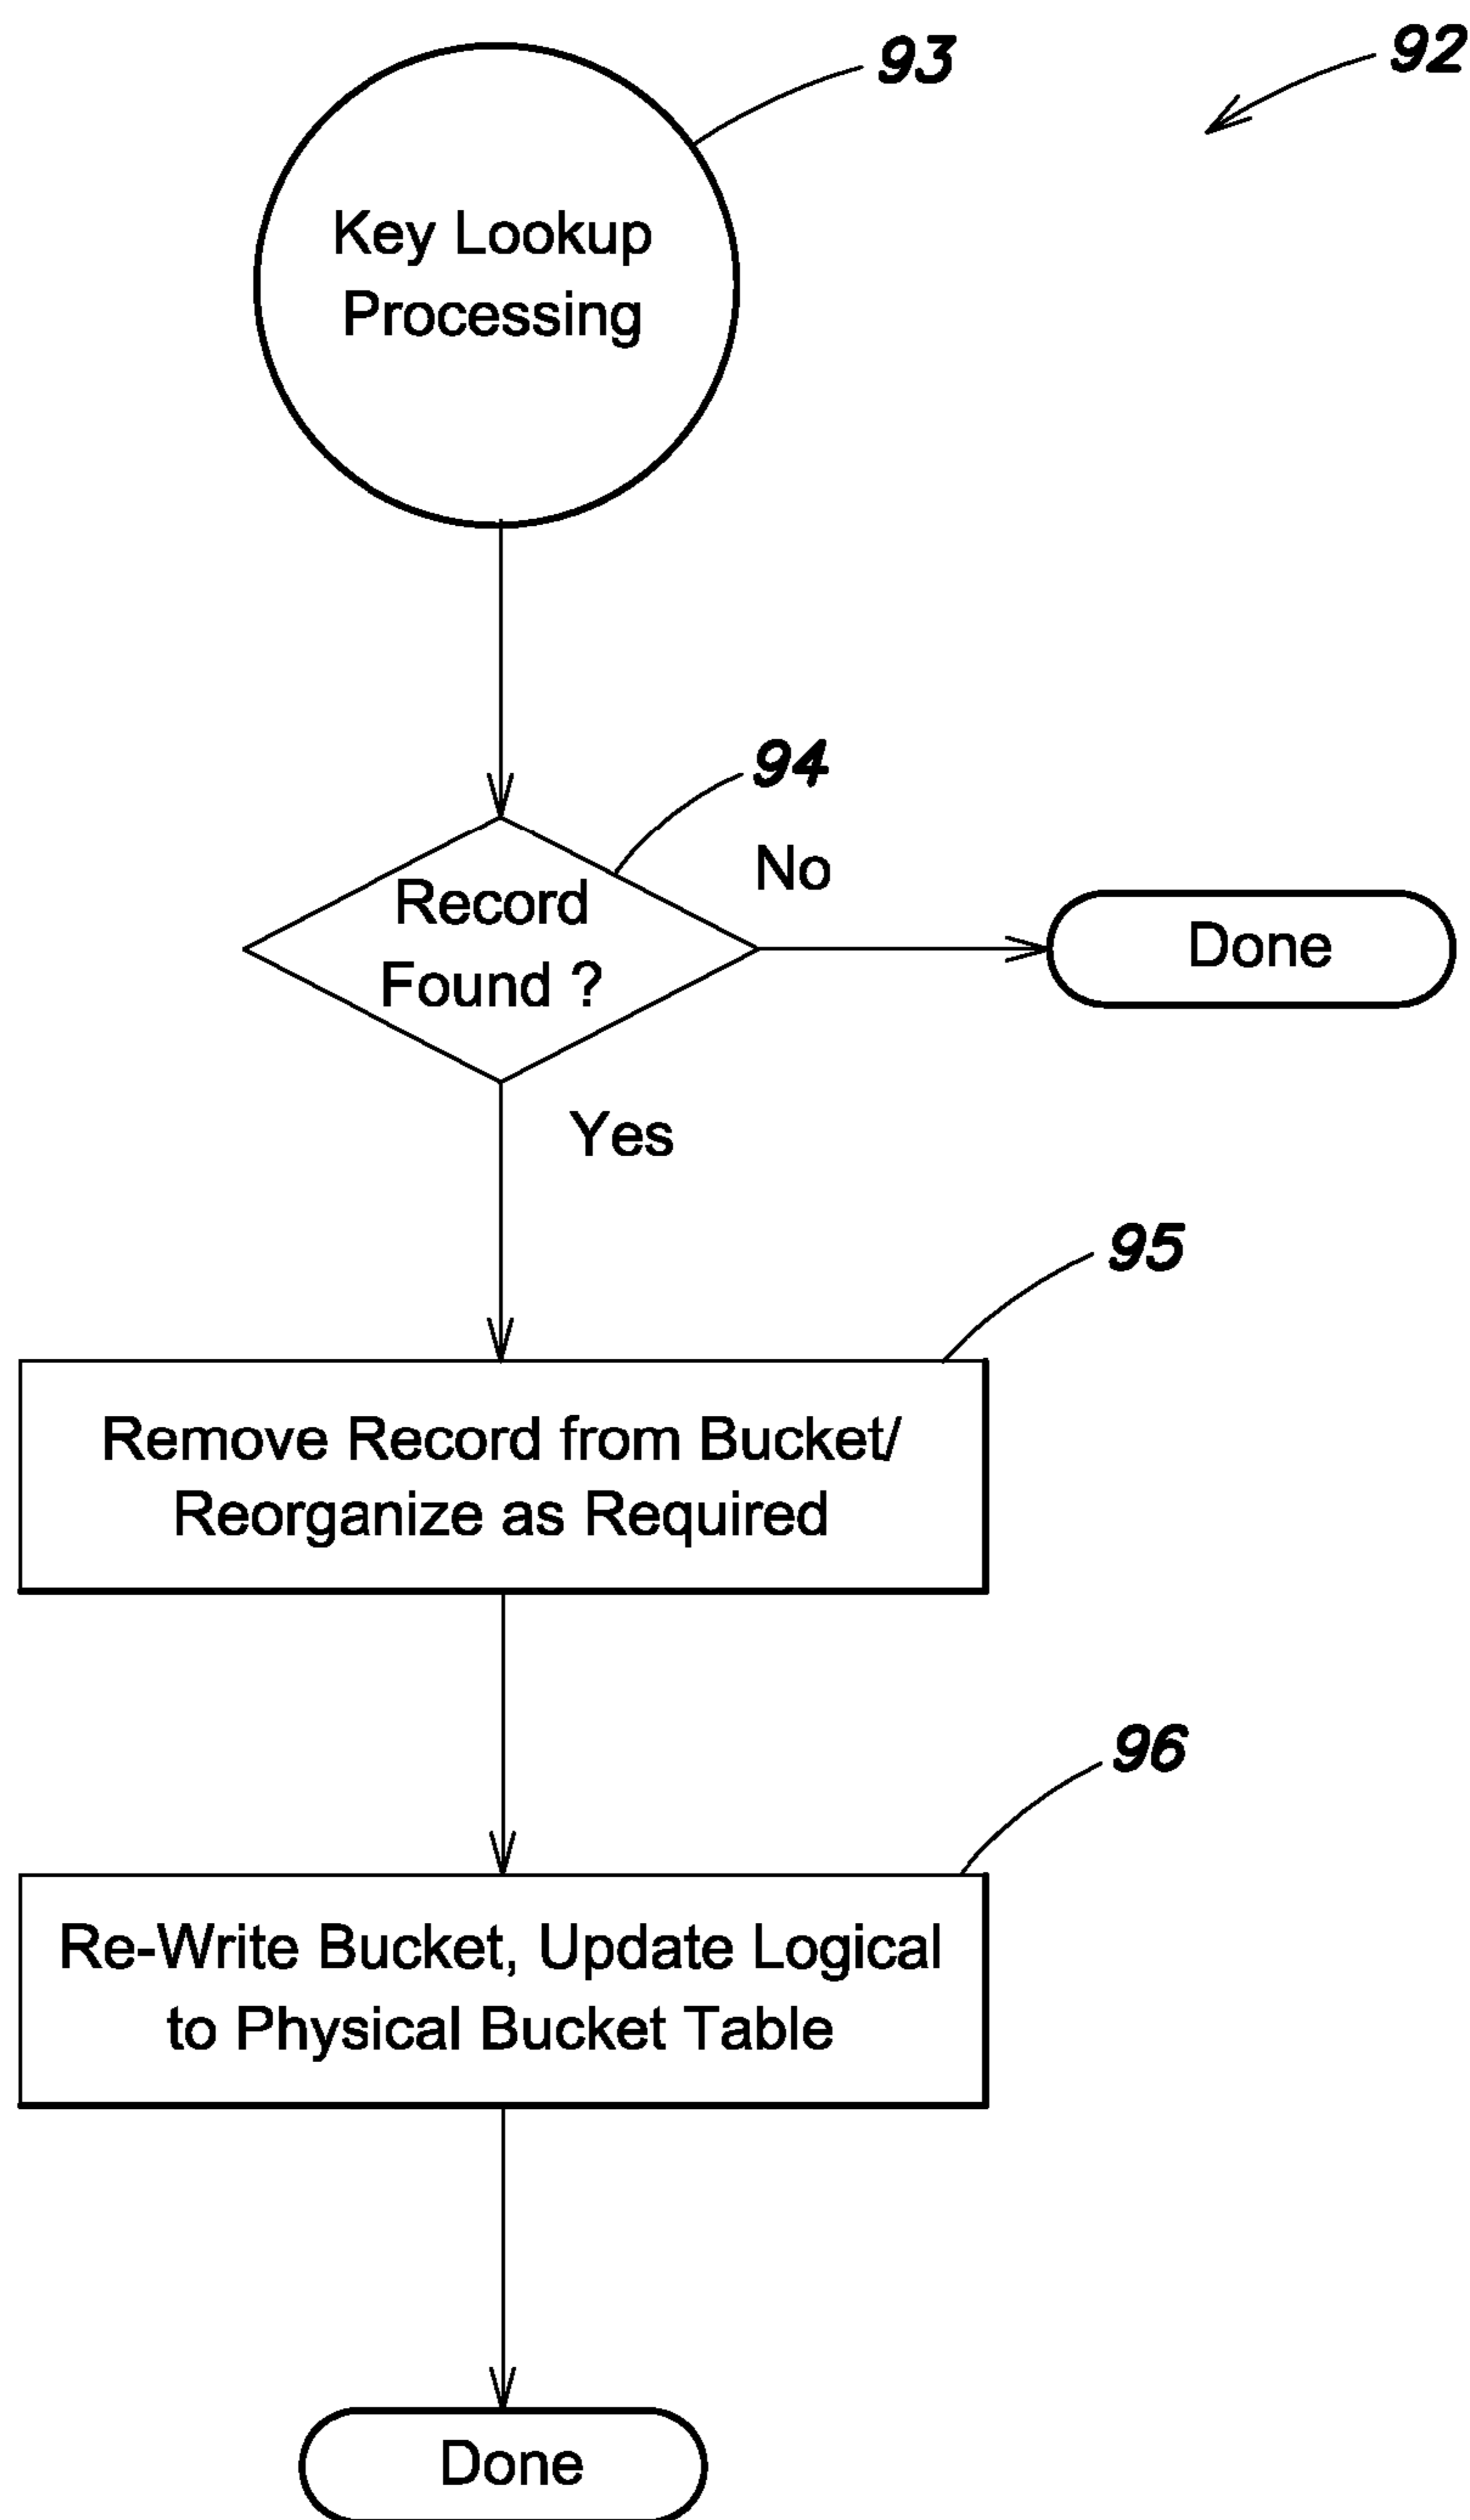 93
92
Key Lookup
Processing
94
No
Record
Found ?
Done
Yes
95
Remove Record from Bucket/
Reorganize as Required
96
Re-Write Bucket, Update Logical
to Physical Bucket Table
Done